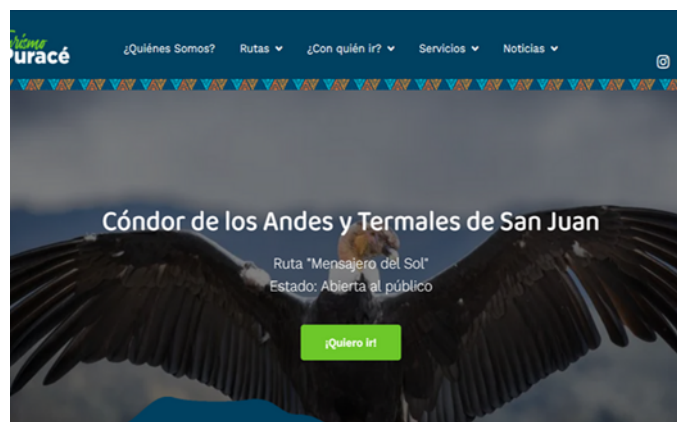 Turismo
Puracé
¿Quiénes Somos?
Rutas
¿Con quién ir?
Servicios
Noticias
Cóndor de los Andes y Termales de San Juan
Ruta "Mensajero del Sol"
Estado: Abierta al público
¡Quiero ir!